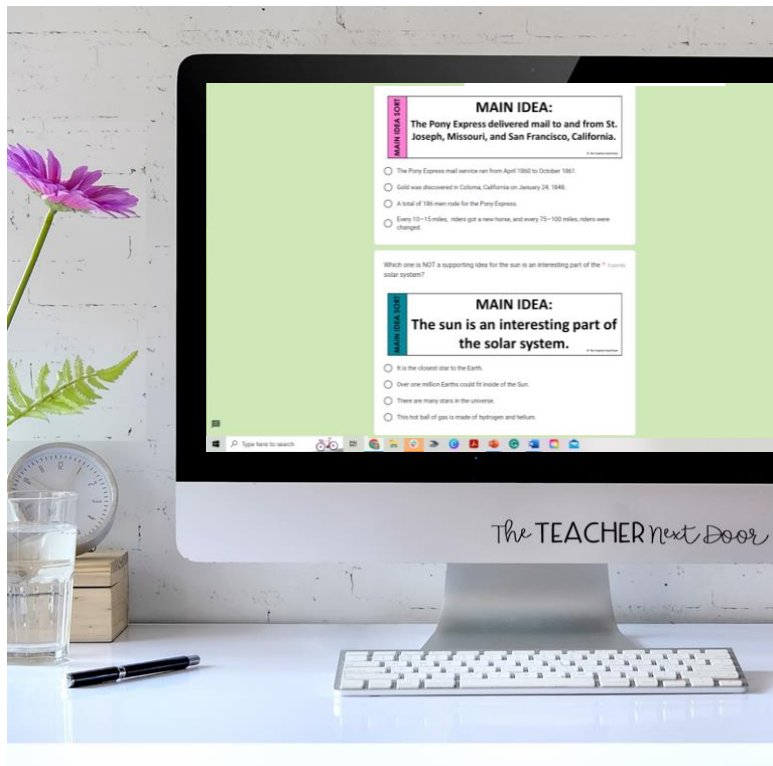 MAIN IDEA SORT
MAIN IDEA:
The Pony Express delivered mail to and from St.
Joseph, Missouri, and San Francisco, California.
The Pony Express mail service ran from April 1860 to October 1861.
Gold was discovered in Coloma, California on January 24, 1848.
A total of 186 men rode for the Pony Express.
Every 10–15 miles, riders got a new horse, and every 75–100 miles, riders were
changed.
Which one is NOT a supporting idea for the sun is an interesting part of the *
solar system?
MAIN IDEA SORT
MAIN IDEA:
The sun is an interesting part of
the solar system.
It is the closest star to the Earth.
Over one million Earths could fit inside of the Sun.
There are many stars in the universe.
This hot ball of gas is made of hydrogen and helium.
Type here to search
The TEACHER Next Door